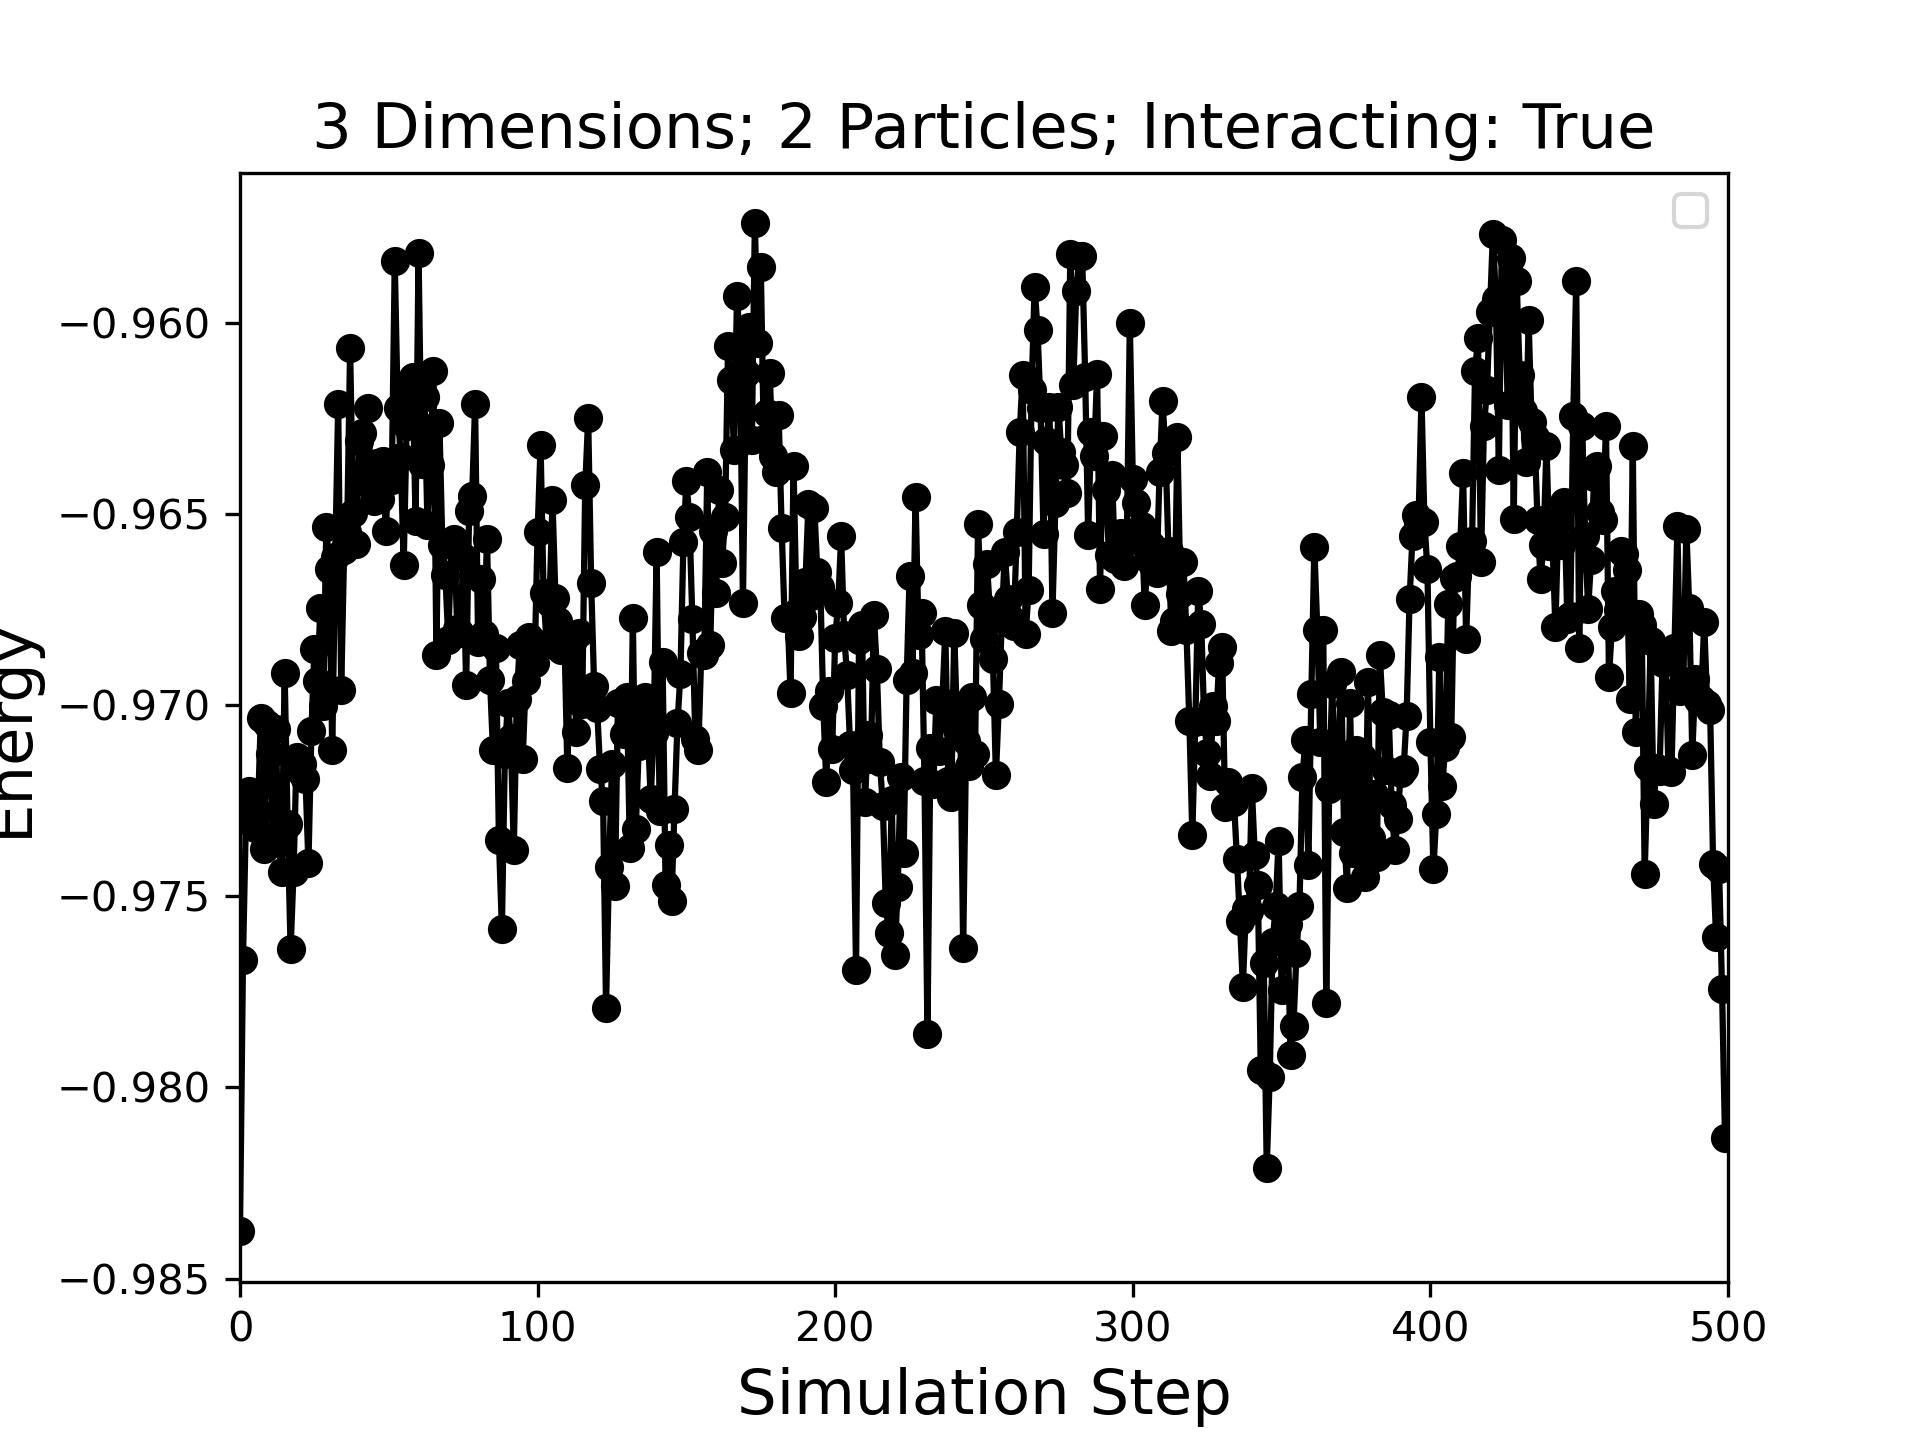 3 Dimensions; 2 Particles; Interacting: True
Energy
−0.960
−0.965
−0.970
−0.975
−0.980
−0.985
0 100 200 300 400 500
Simulation Step